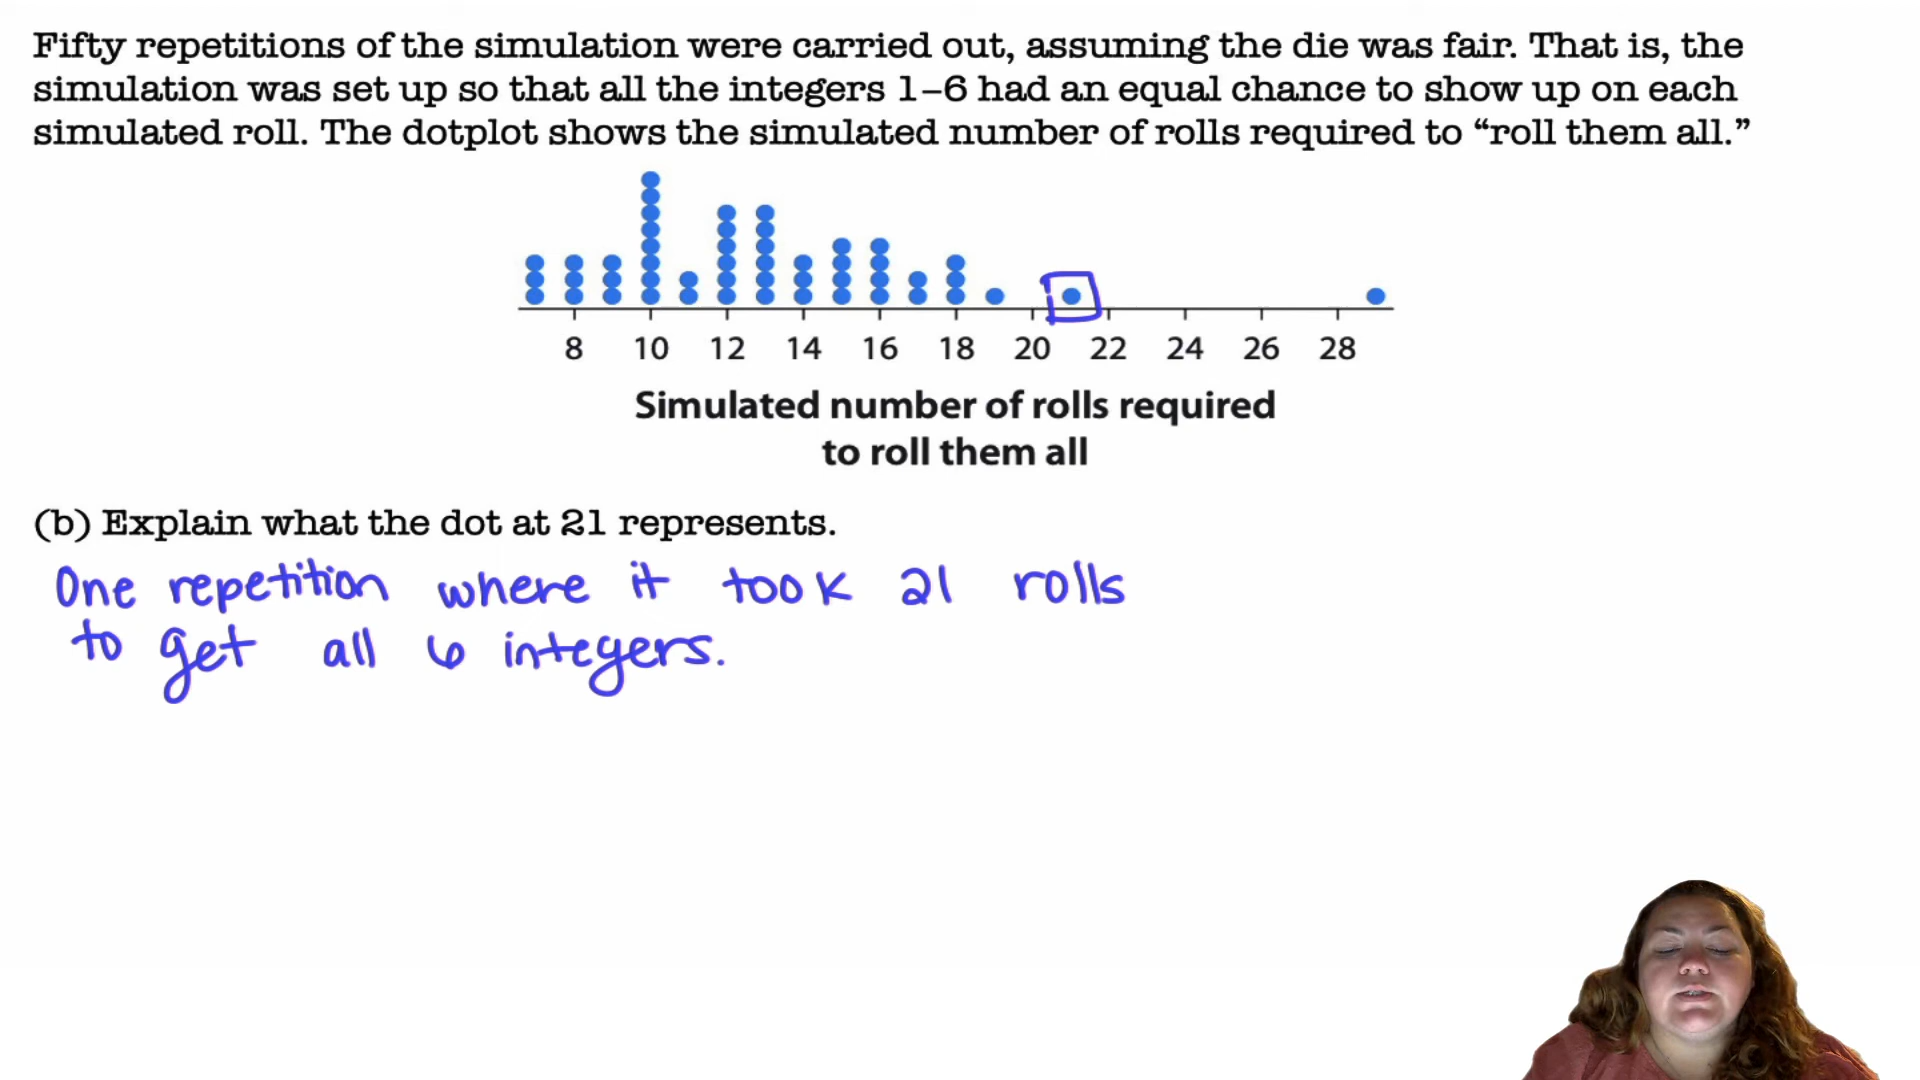 Fifty repetitions of the simulation were carried out, assuming the die was fair. That is, the
simulation was set up so that all the integers 1–6 had an equal chance to show up on each
simulated roll. The dotplot shows the simulated number of rolls required to “roll them all.”
8 10 12 14 16 18 20 22 24 26 28
Simulated number of rolls required
to roll them all
(b) Explain what the dot at 21 represents.
One repetition where it took 21 rolls
to get all 6 integers.